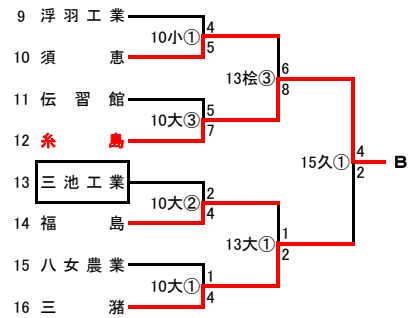 9 浮羽工業
4
10小①
10 須恵
5
6
13桧③
8
11 伝習館
5
10大③
12 糸島
7
4
15久①
B
2
13 三池工業
2
10大②
14 福島
4
1
13大①
2
15 八女農業
1
10大①
16 三潴
4